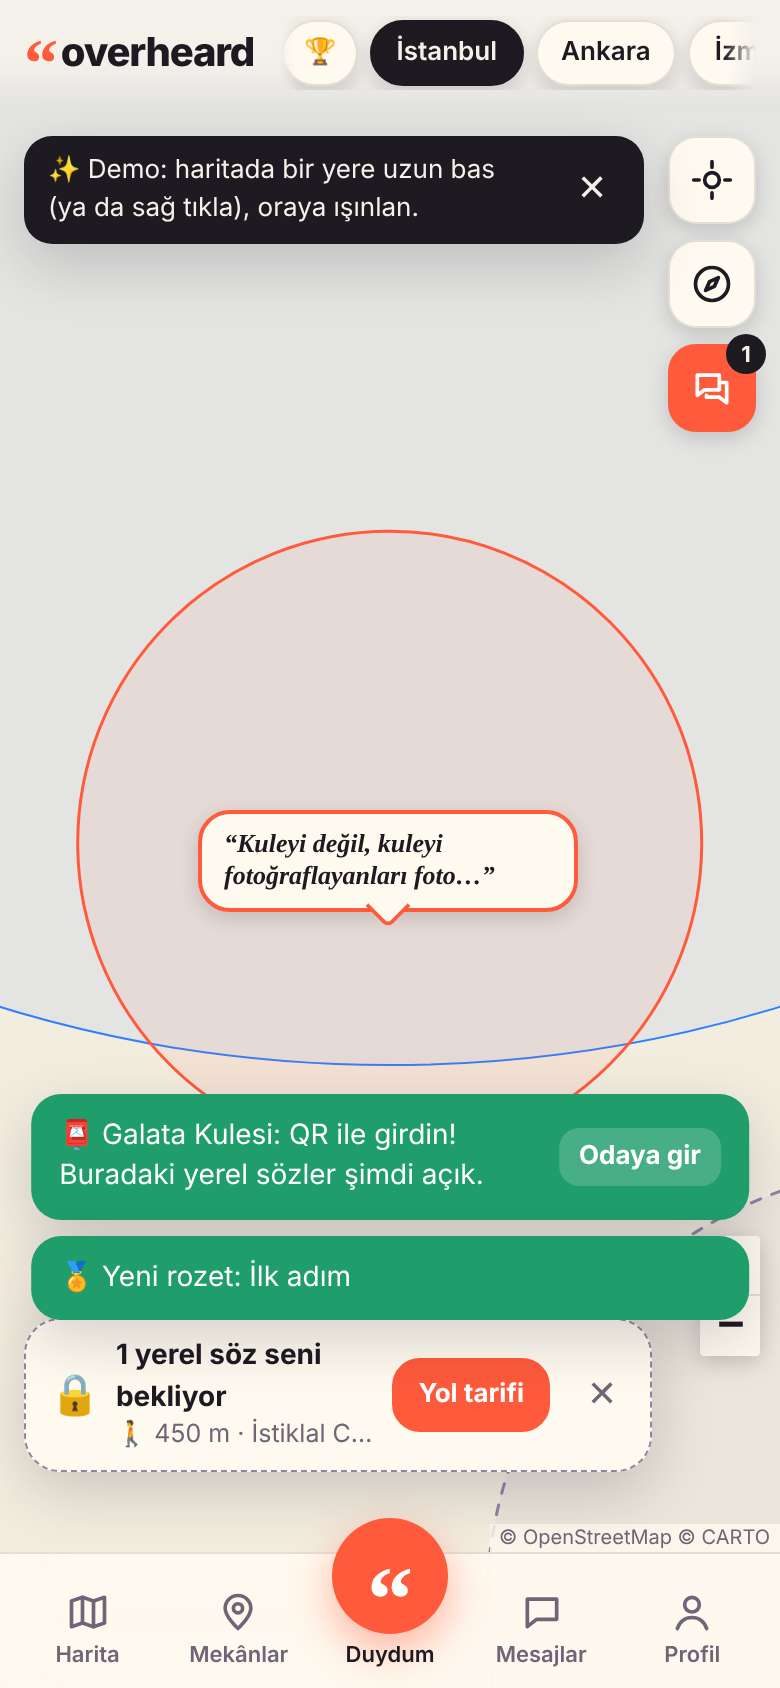 “overheard
🏆
İstanbul
Ankara
İzm
✨ Demo: haritada bir yere uzun bas
(ya da sağ tıkla), oraya ışınlan.
1
“Kuleyi değil, kuleyi
fotoğraflayanları foto…”
📮 Galata Kulesi: QR ile girdin!
Buradaki yerel sözler şimdi açık.
Odaya gir
🏅 Yeni rozet: İlk adım
1 yerel söz seni
bekliyor
🚶 450 m · İstiklal C…
Yol tarifi
© OpenStreetMap © CARTO
Harita
Mekânlar
“
Duydum
Mesajlar
Profil